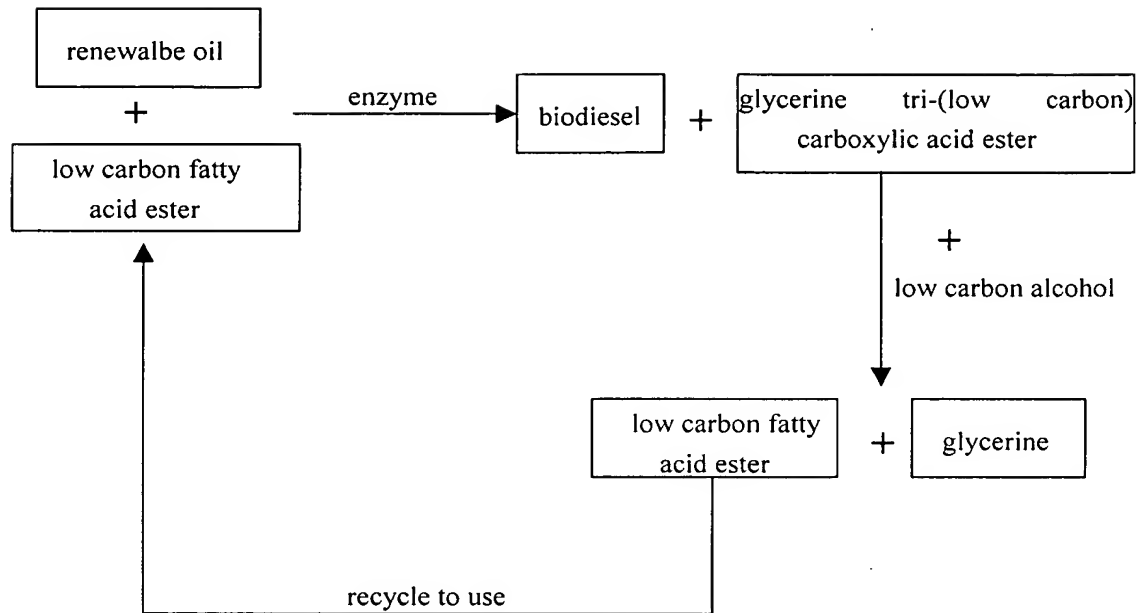 renewalbe oil
+
low carbon fatty
acid ester
enzyme
biodiesel
+
glycerine tri-(low carbon)
carboxylic acid ester
+
low carbon alcohol
low carbon fatty
acid ester
+
glycerine
recycle to use